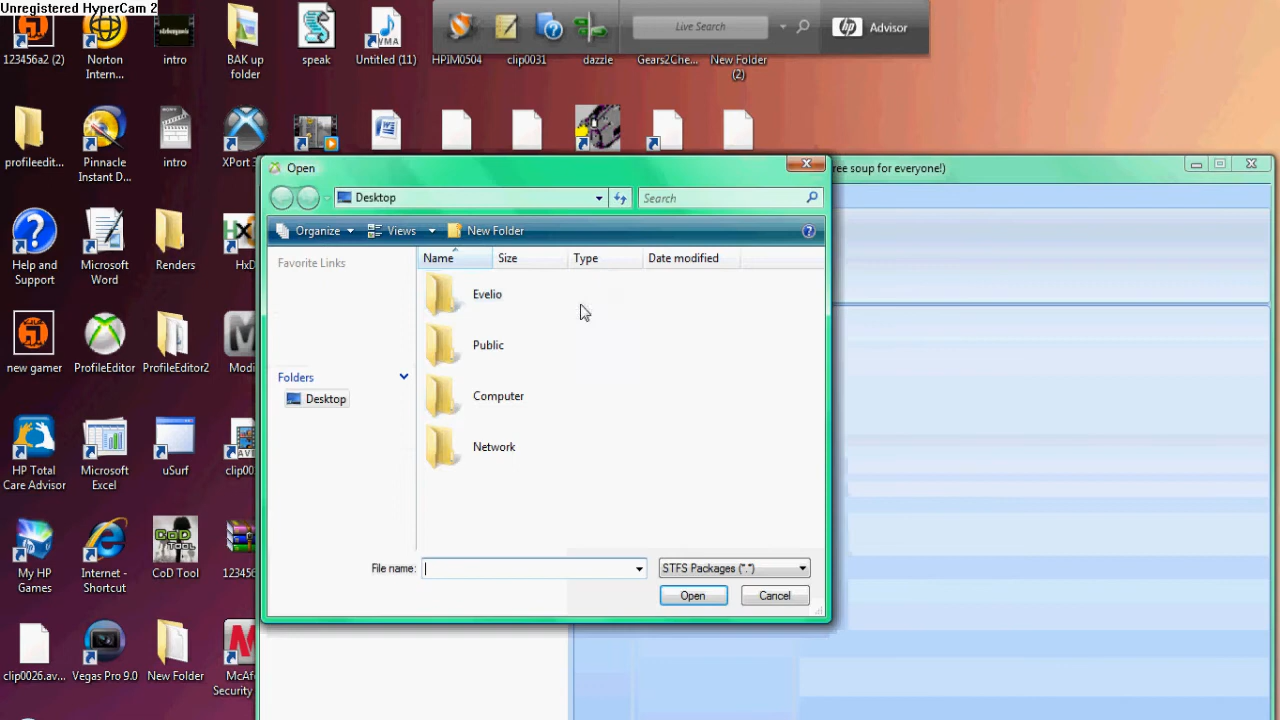 Unregistered HyperCam 2
123456a2 (2)
Norton
Intern...
intro
BAK up
folder
speak
Untitled (11)
HPIM0504
clip0031
dazzle
Gears2Che...
New Folder
(2)
Live Search
Advisor
profileedit...
Pinnacle
Instant D...
intro
XPort 3
Open
ree soup for everyone!)
Desktop
Search
Organize
Views
New Folder
Favorite Links
Name
Size
Type
Date modified
Evelio
Public
Computer
Network
Folders
Desktop
File name:
STFS Packages (*.*)
Open
Cancel
Help and
Support
Microsoft
Word
Renders
HxD
new gamer
ProfileEditor
ProfileEditor2
Modi
HP Total
Care Advisor
Microsoft
Excel
uSurf
clip00
My HP
Games
Internet -
Shortcut
CoD Tool
123456
clip0026.av...
Vegas Pro 9.0
New Folder
McAf
Security